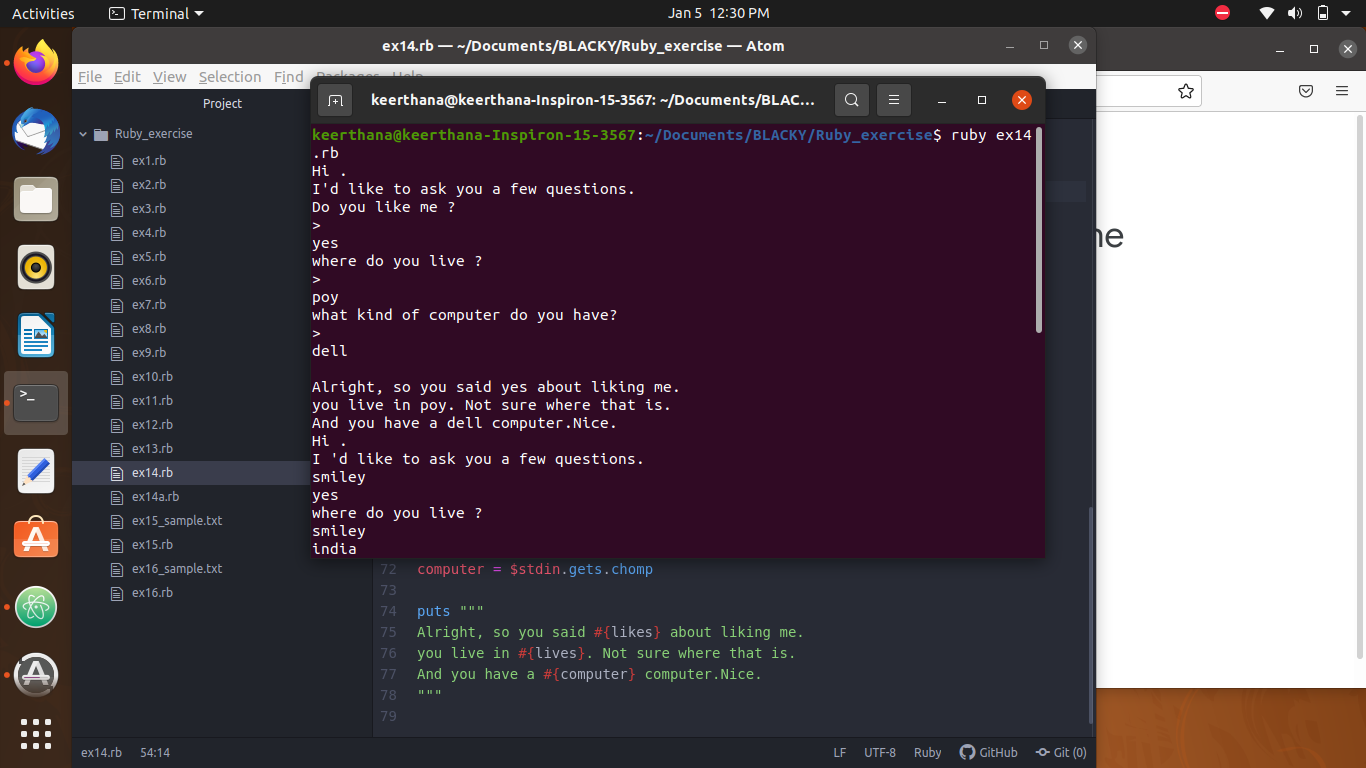 Activities
Terminal
Jan 5 12:30 PM
ex14.rb — ~/Documents/BLACKY/Ruby_exercise — Atom
File Edit View Selection Find Packages Help
Project
Ruby_exercise
ex1.rb
ex2.rb
ex3.rb
ex4.rb
ex5.rb
ex6.rb
ex7.rb
ex8.rb
ex9.rb
ex10.rb
ex11.rb
ex12.rb
ex13.rb
ex14.rb
ex14a.rb
ex15_sample.txt
ex15.rb
ex16_sample.txt
ex16.rb
keerthana@keerthana-Inspiron-15-3567: ~/Documents/BLAC...
keerthana@keerthana-Inspiron-15-3567:~/Documents/BLACKY/Ruby_exercise$ ruby ex14
.rb
Hi .
I'd like to ask you a few questions.
Do you like me ?
>
yes
where do you live ?
>
poy
what kind of computer do you have?
>
dell
Alright, so you said yes about liking me.
you live in poy. Not sure where that is.
And you have a dell computer.Nice.
Hi .
I 'd like to ask you a few questions.
smiley
yes
where do you live ?
smiley
india
72 computer = $stdin.gets.chomp
73
74 puts """
75 Alright, so you said #{likes} about liking me.
76 you live in #{lives}. Not sure where that is.
77 And you have a #{computer} computer.Nice.
78 """
79
ex14.rb 54:14
LF UTF-8 Ruby GitHub Git (0)